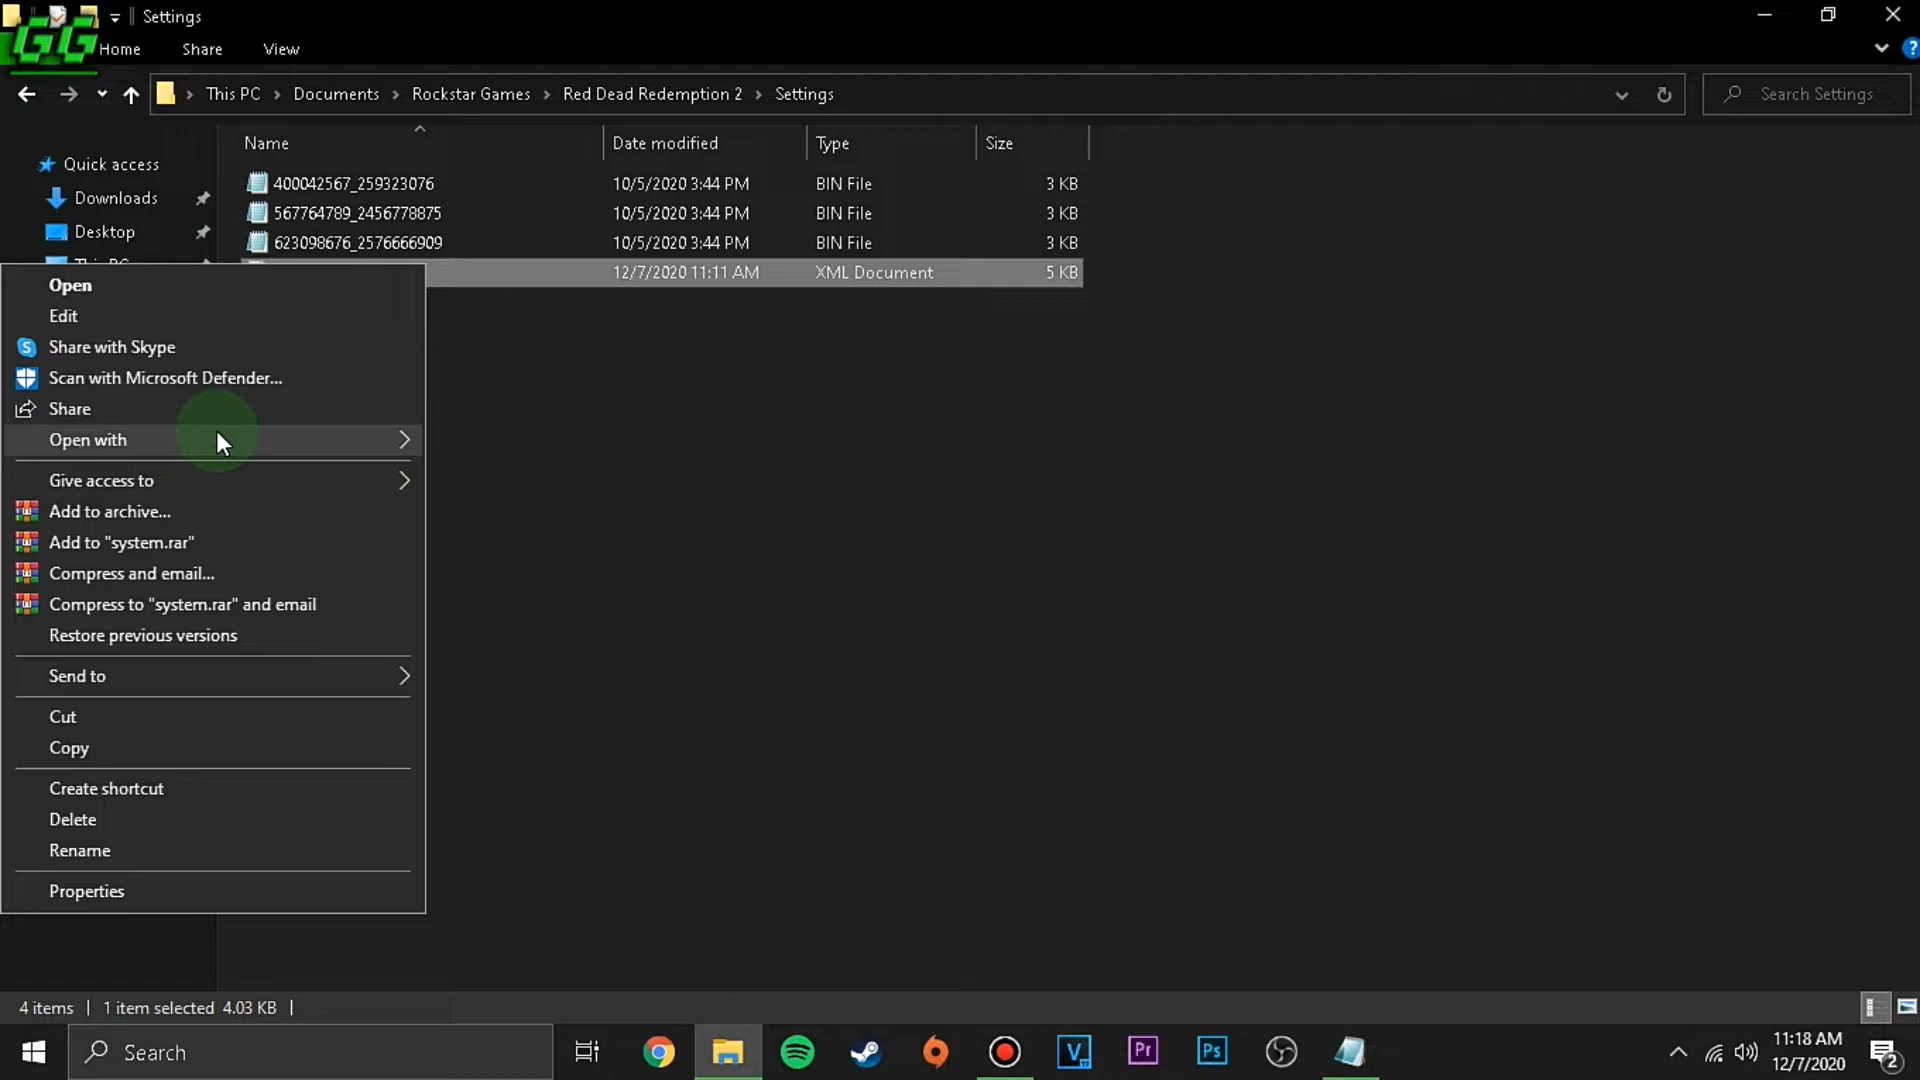 Settings
GG
Home Share View
This PC Documents Rockstar Games Red Dead Redemption 2 Settings
Search Settings
Name Date modified Type Size
Quick access
Downloads
Desktop
This PC
400042567_259323076 10/5/2020 3:44 PM BIN File 3 KB
567764789_2456778875 10/5/2020 3:44 PM BIN File 3 KB
623098676_2576666909 10/5/2020 3:44 PM BIN File 3 KB
12/7/2020 11:11 AM XML Document 5 KB
Open
Edit
Share with Skype
Scan with Microsoft Defender...
Share
Open with
Give access to
Add to archive...
Add to "system.rar"
Compress and email...
Compress to "system.rar" and email
Restore previous versions
Send to
Cut
Copy
Create shortcut
Delete
Rename
Properties
4 items 1 item selected 4.03 KB
Search
V
Pr
Ps
11:18 AM
12/7/2020
2